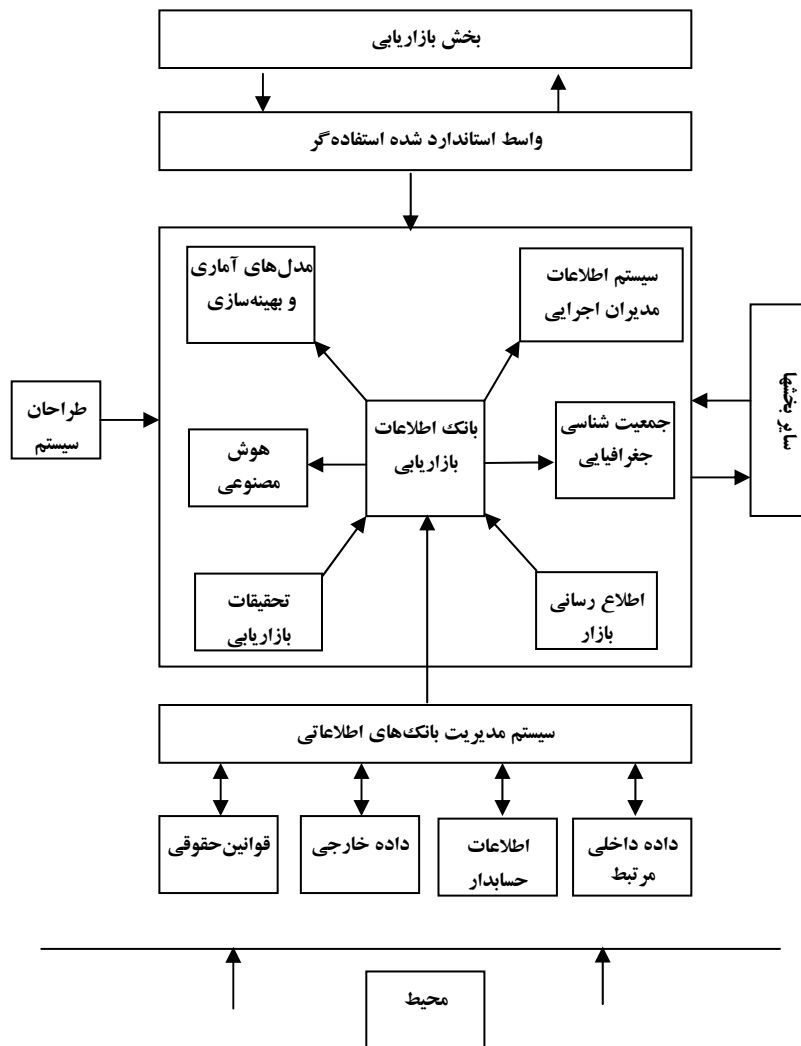 بخش بازاریابی
واسط استاندارد شده استفاده‌گر
سیستم اطلاعات
مدیران اجرایی
مدل‌های آماری
و بهینه‌سازی
سایر بخشها
طراحان
سیستم
بانک اطلاعات
بازاریابی
جمعیت شناسی
جغرافیایی
هوش
مصنوعی
اطلاع رسانی
بازار
تحقیقات
بازاریابی
سیستم مدیریت بانک‌های اطلاعاتی
داده داخلی
مرتبط
اطلاعات
حسابدار
داده خارجی
قوانین‌حقوقی
محیط